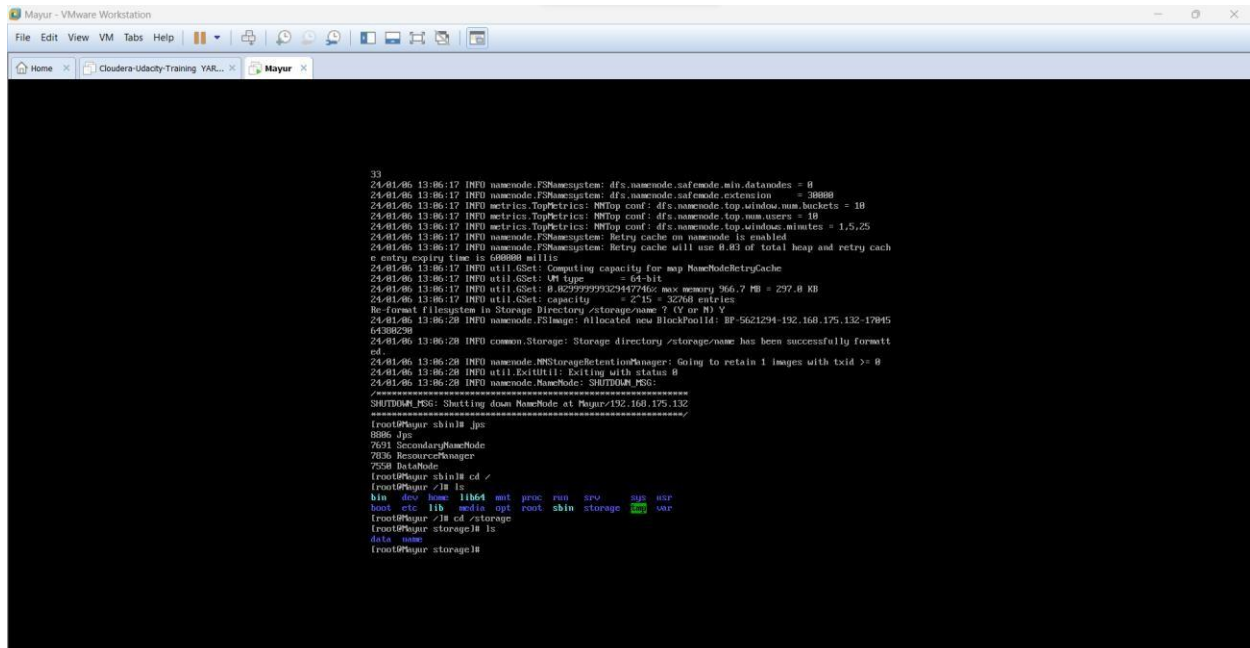 Mayur - VMware Workstation
File Edit View VM Tabs Help
Home Cloudera-Udacity-Training YAR... Mayur
33
24/01/06 13:06:17 INFO namenode.FSNamesystem: dfs.namenode.safemode.min.datanodes = 0
24/01/06 13:06:17 INFO namenode.FSNamesystem: dfs.namenode.safemode.extension     = 30000
24/01/06 13:06:17 INFO metrics.TopMetrics: NNTop conf: dfs.namenode.top.window.num.buckets = 10
24/01/06 13:06:17 INFO metrics.TopMetrics: NNTop conf: dfs.namenode.top.num.users = 10
24/01/06 13:06:17 INFO metrics.TopMetrics: NNTop conf: dfs.namenode.top.windows.minutes = 1,5,25
24/01/06 13:06:17 INFO namenode.FSNamesystem: Retry cache on namenode is enabled
24/01/06 13:06:17 INFO namenode.FSNamesystem: Retry cache will use 0.03 of total heap and retry cach
e entry expiry time is 600000 millis
24/01/06 13:06:17 INFO util.GSet: Computing capacity for map NameNodeRetryCache
24/01/06 13:06:17 INFO util.GSet: VM type       = 64-bit
24/01/06 13:06:17 INFO util.GSet: 0.029999999329447746% max memory 966.7 MB = 297.0 KB
24/01/06 13:06:17 INFO util.GSet: capacity      = 2^15 = 32768 entries
Re-format filesystem in Storage Directory /storage/name ? (Y or N) Y
24/01/06 13:06:20 INFO namenode.FSImage: Allocated new BlockPoolId: BP-5621294-192.168.175.132-17045
64380290
24/01/06 13:06:20 INFO common.Storage: Storage directory /storage/name has been successfully formatt
ed.
24/01/06 13:06:20 INFO namenode.NNStorageRetentionManager: Going to retain 1 images with txid >= 0
24/01/06 13:06:20 INFO util.ExitUtil: Exiting with status 0
24/01/06 13:06:20 INFO namenode.NameNode: SHUTDOWN_MSG:
/************************************************************
SHUTDOWN_MSG: Shutting down NameNode at Mayur/192.168.175.132
************************************************************/
[root@Mayur sbin]# jps
8086 Jps
7691 SecondaryNameNode
7836 ResourceManager
7550 DataNode
[root@Mayur sbin]# cd /
[root@Mayur /]# ls
bin dev home lib64 mnt proc run srv sys usr
boot etc lib media opt root sbin storage tmp var
[root@Mayur /]# cd /storage
[root@Mayur storage]# ls
data name
[root@Mayur storage]#